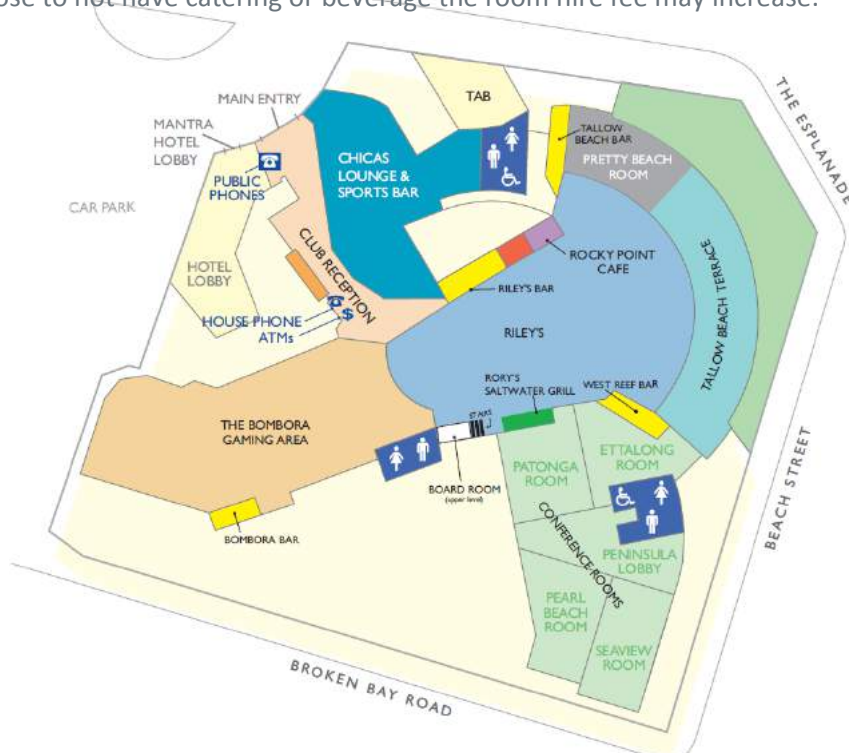 ose to not have catering or beverage the room hire fee may increase.
THE ESPLANADE
TAB
MAIN ENTRY
MANTRA
HOTEL
LOBBY
TALLOW BEACH
BAR
PRETTY BEACH
ROOM
CHICAS
LOUNGE &
SPORTS BAR
PUBLIC
PHONES
CAR PARK
CLUB RECEPTION
ROCKY POINT
CAFE
HOTEL
LOBBY
RILEY'S BAR
TALLOW BEACH TERRACE
HOUSE PHONE
ATMs
$
RILEY'S
RORY'S
SALTWATER GRILL
WEST REEF BAR
STAIRS
THE BOMBORA
GAMING AREA
ETTALONG
ROOM
PATONGA
ROOM
BOARD ROOM
(upper level)
BEACH STREET
CONFERENCE ROOMS
BOMBORA BAR
PENINSULA
LOBBY
PEARL
BEACH
ROOM
SEAVIEW
ROOM
BROKEN BAY ROAD